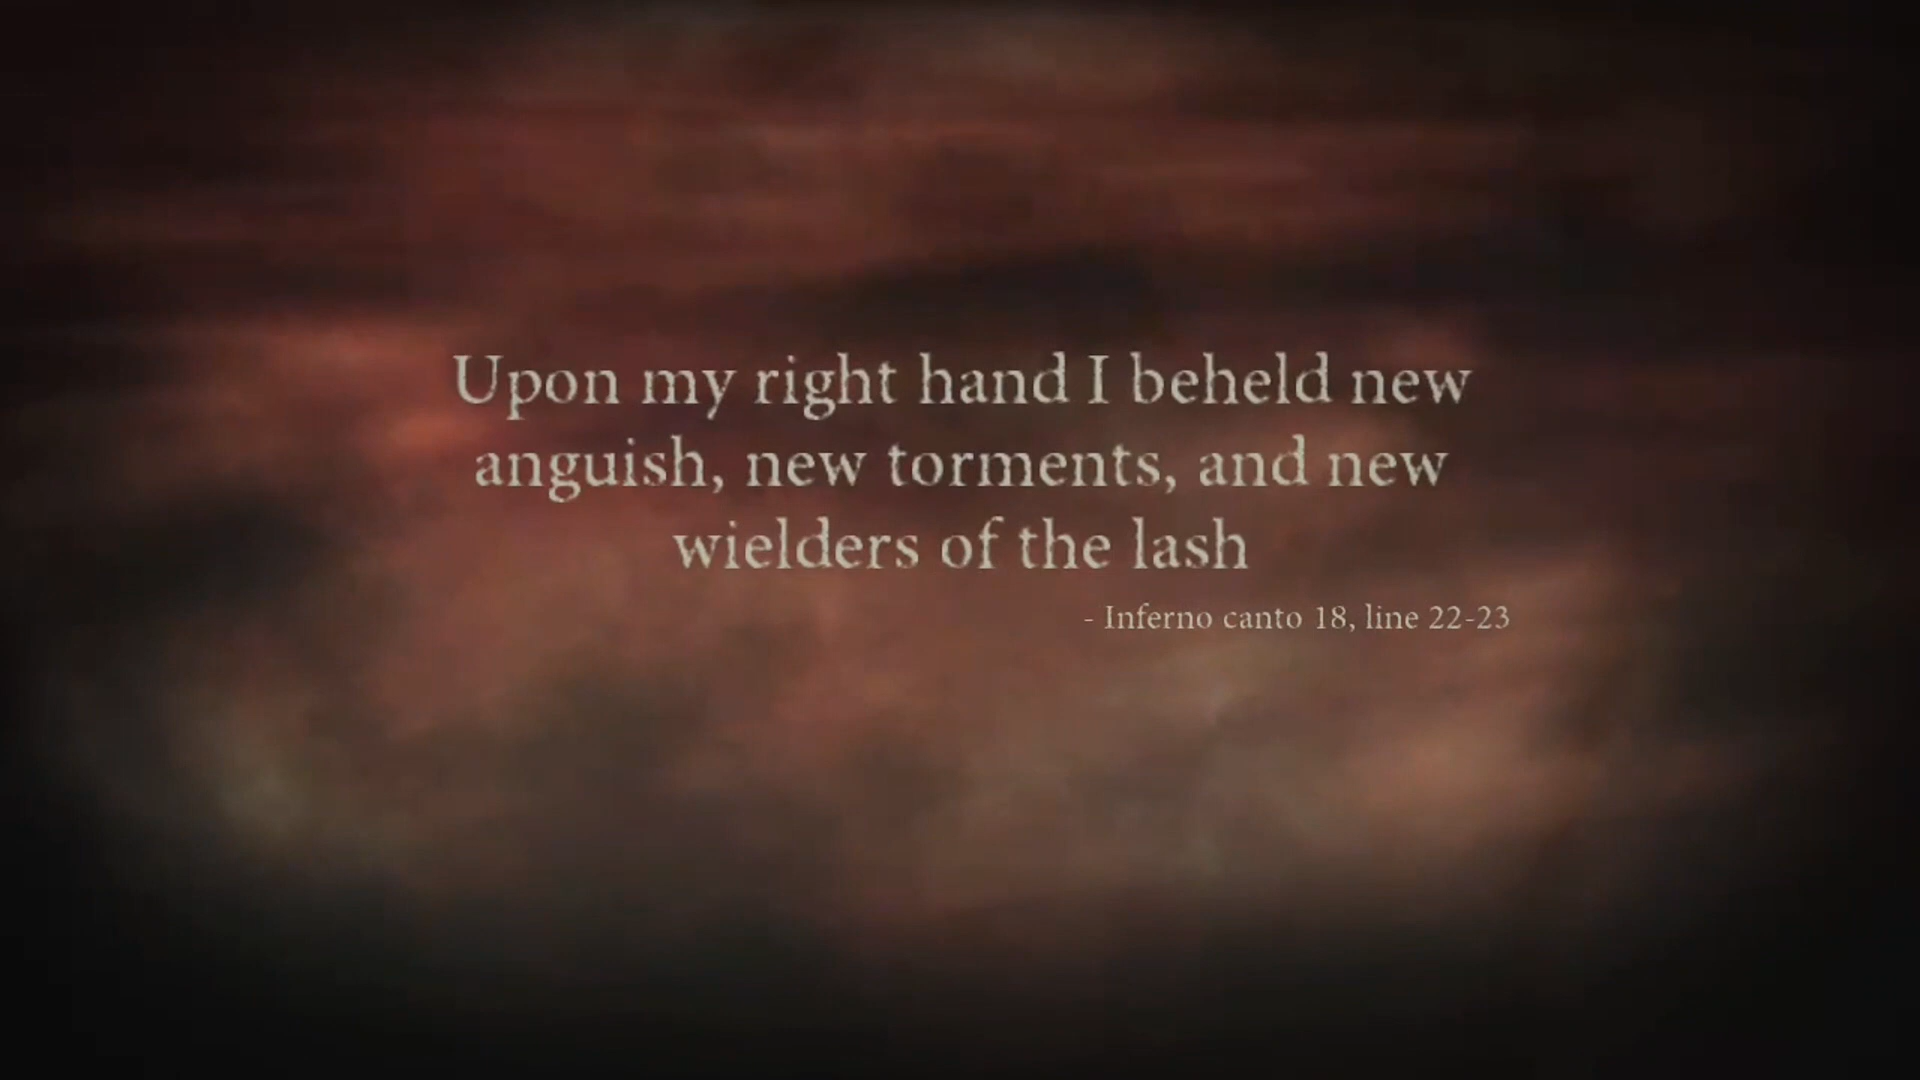 Upon my right hand I beheld new
anguish, new torments, and new
wielders of the lash
- Inferno canto 18, line 22-23